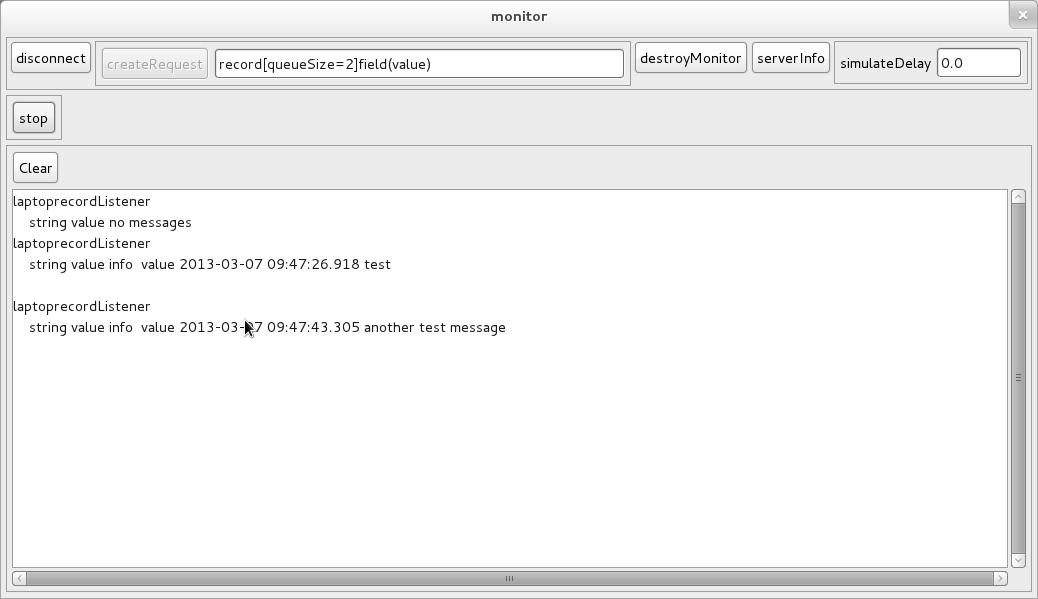 monitor
disconnect createRequest record[queueSize=2]field(value) destroyMonitor serverInfo simulateDelay 0.0
stop
Clear
laptoprecordListener
string value no messages
laptoprecordListener
string value info value 2013-03-07 09:47:26.918 test
laptoprecordListener
string value info value 2013-03-07 09:47:43.305 another test message